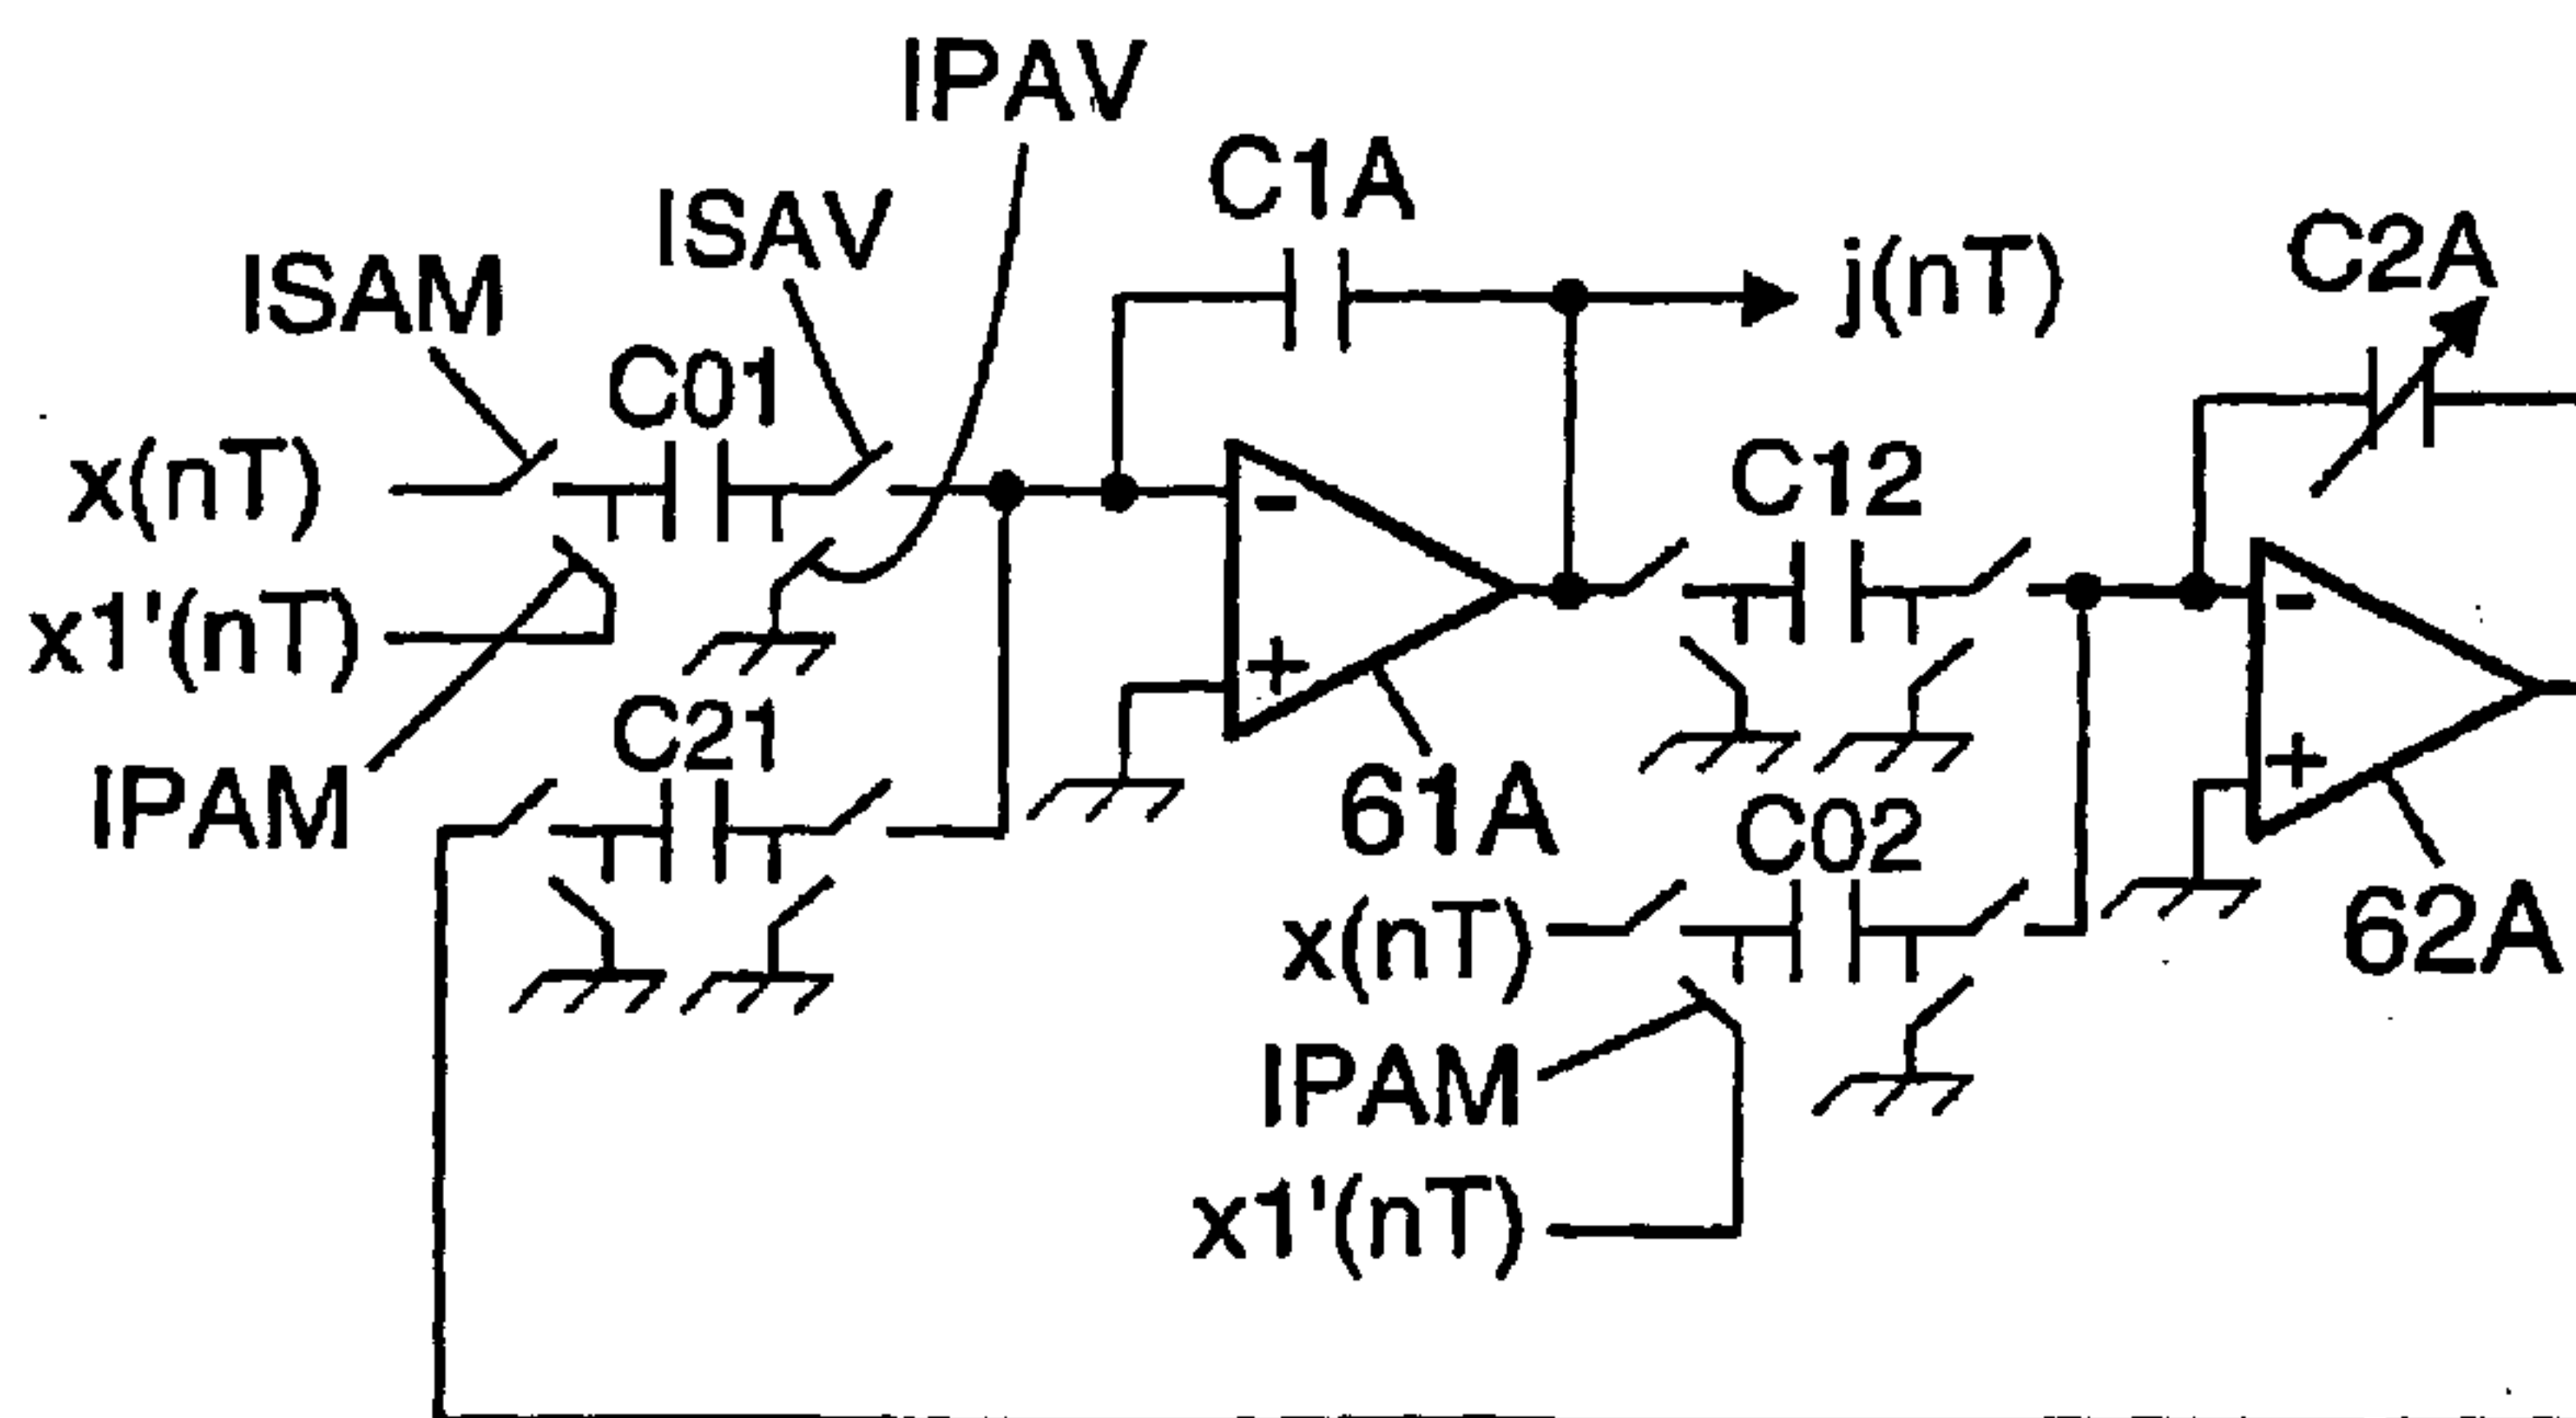 IPAV
C1A
ISAV
C2A
ISAM
j(nT)
C01
x(nT)
-
C12
x1'(nT)
-
+
C21
IPAM
61A
+
C02
62A
x(nT)
IPAM
x1'(nT)